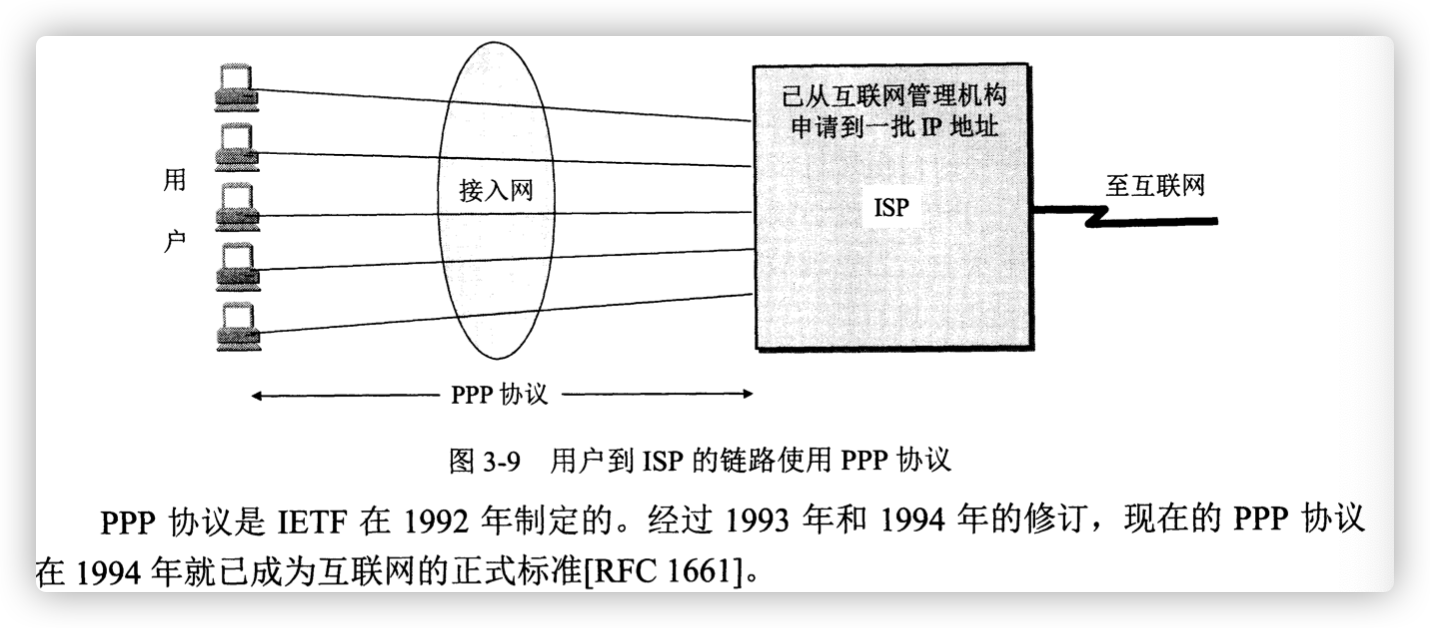 已从互联网管理机构
申请到一批 IP 地址
用
户
接入网
ISP
至互联网
PPP 协议
图 3-9 用户到 ISP 的链路使用 PPP 协议
PPP 协议是 IETF 在 1992 年制定的。经过 1993 年和 1994 年的修订，现在的 PPP 协议
在 1994 年就已成为互联网的正式标准[RFC 1661]。